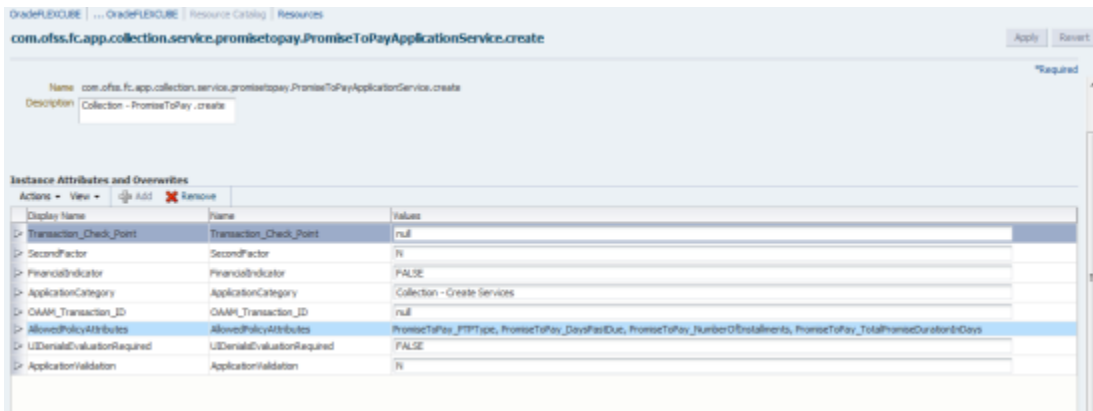 OracleFLEXCUBE | ... OracleFLEXCUBE | Resource Catalog | Resources
com.ofss.fc.app.collection.service.promisetopay.PromiseToPayApplicationService.create Apply Revert
*Required
Name com.ofss.fc.app.collection.service.promisetopay.PromiseToPayApplicationService.create
Description Collection - PromiseToPay .create
Instance Attributes and Overwrites
Actions View Add Remove
Display Name Name Values
Transaction_Check_Point Transaction_Check_Point null
SecondFactor SecondFactor N
FinancialIndicator FinancialIndicator FALSE
ApplicationCategory ApplicationCategory Collection - Create Services
OAAM_Transaction_ID OAAM_Transaction_ID null
AllowedPolicyAttributes AllowedPolicyAttributes PromiseToPay_PTPType, PromiseToPay_DaysPastDue, PromiseToPay_NumberOfInstallments, PromiseToPay_TotalPromiseDurationInDays
UIDenialsEvaluationRequired UIDenialsEvaluationRequired FALSE
ApplicationValidation ApplicationValidation N